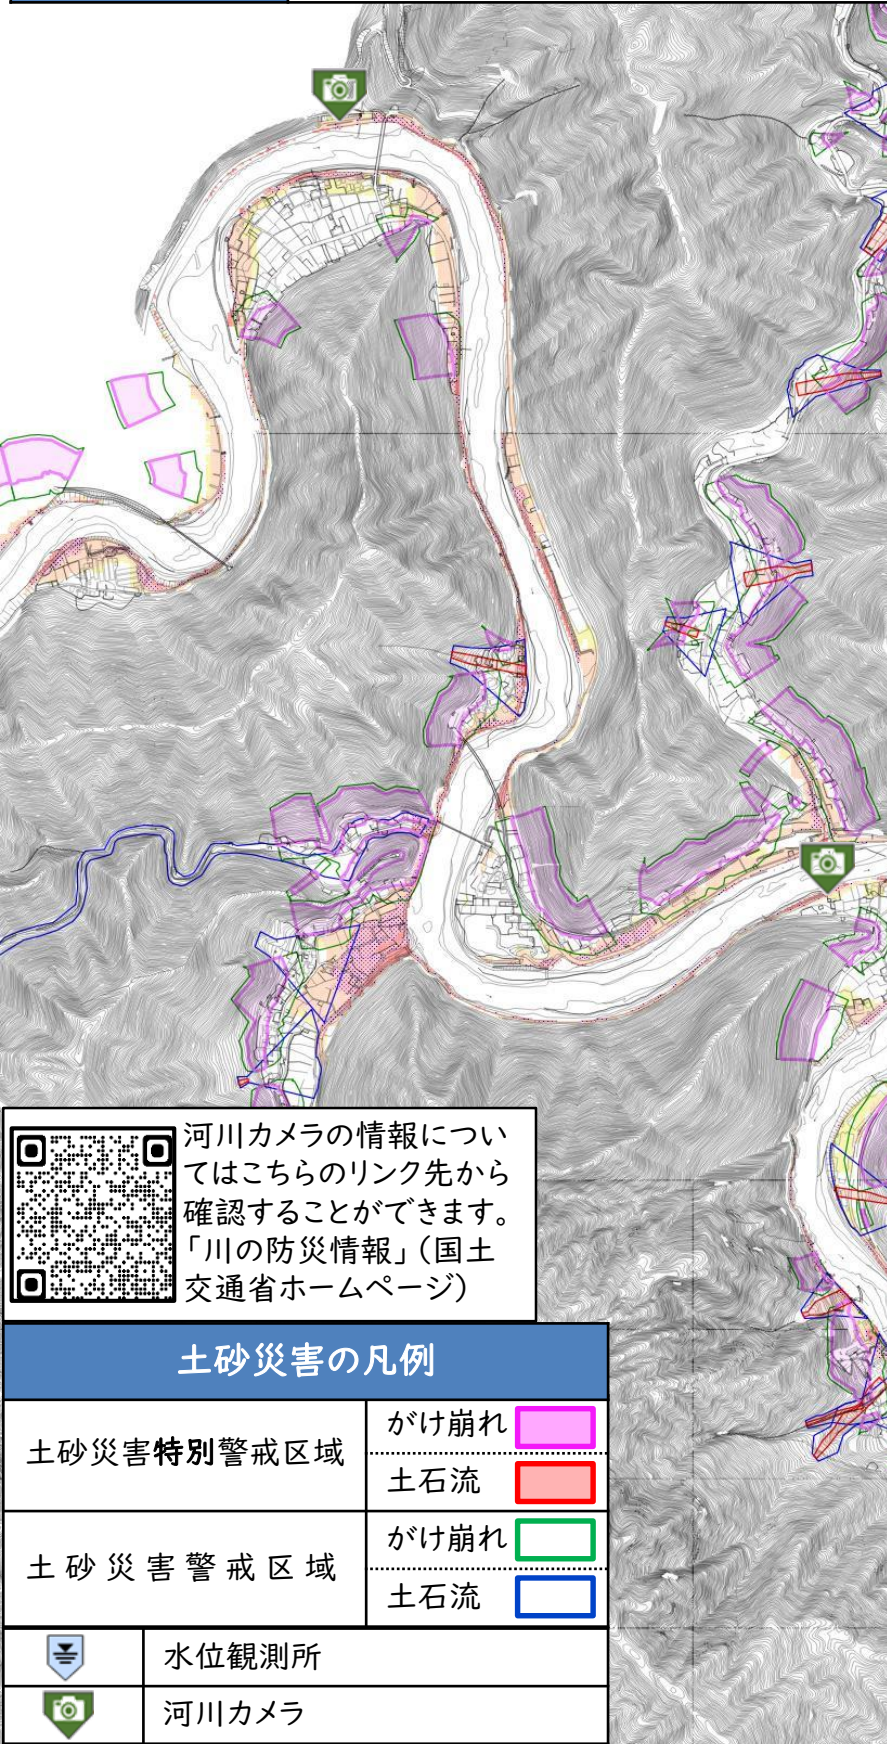 河川カメラの情報につい
てはこちらのリンク先から
確認することができます。
「川の防災情報」（国土
交通省ホームページ）
土砂災害の凡例
土砂災害特別警戒区域
がけ崩れ
土石流
土砂災害警戒区域
がけ崩れ
土石流
水位観測所
河川カメラ